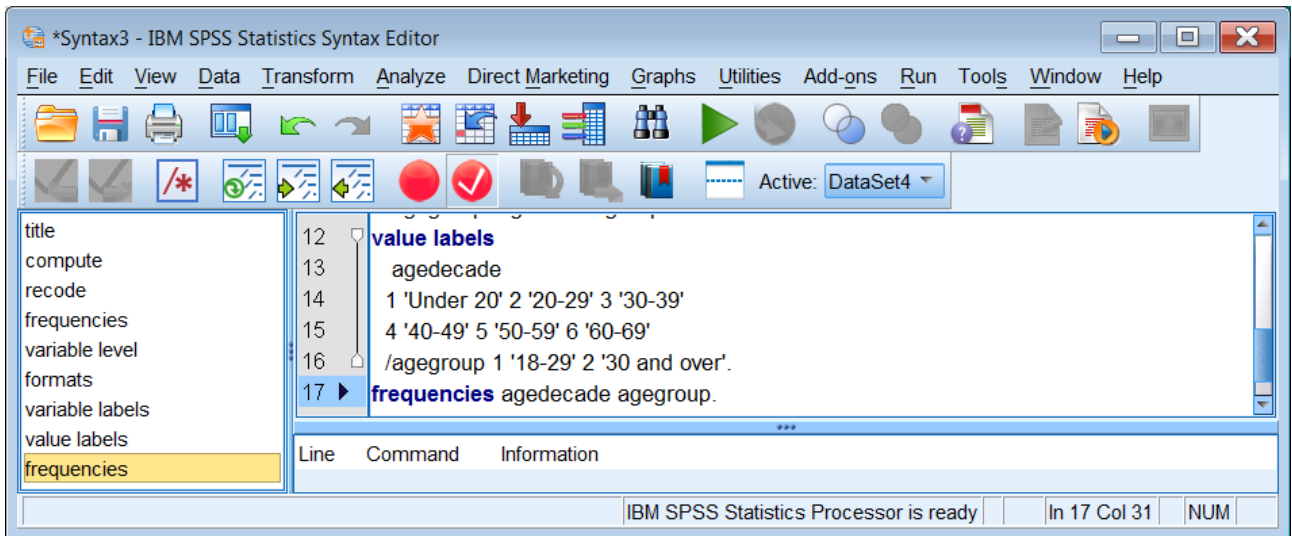 *Syntax3 - IBM SPSS Statistics Syntax Editor
File Edit View Data Transform Analyze Direct Marketing Graphs Utilities Add-ons Run Tools Window Help
/*
Active: DataSet4
title
compute
recode
frequencies
variable level
formats
variable labels
value labels
frequencies
12 value labels
13 agedecade
14 1 'Under 20' 2 '20-29' 3 '30-39'
15 4 '40-49' 5 '50-59' 6 '60-69'
16 /agegroup 1 '18-29' 2 '30 and over'.
17 frequencies agedecade agegroup.
Line Command Information
IBM SPSS Statistics Processor is ready In 17 Col 31 NUM